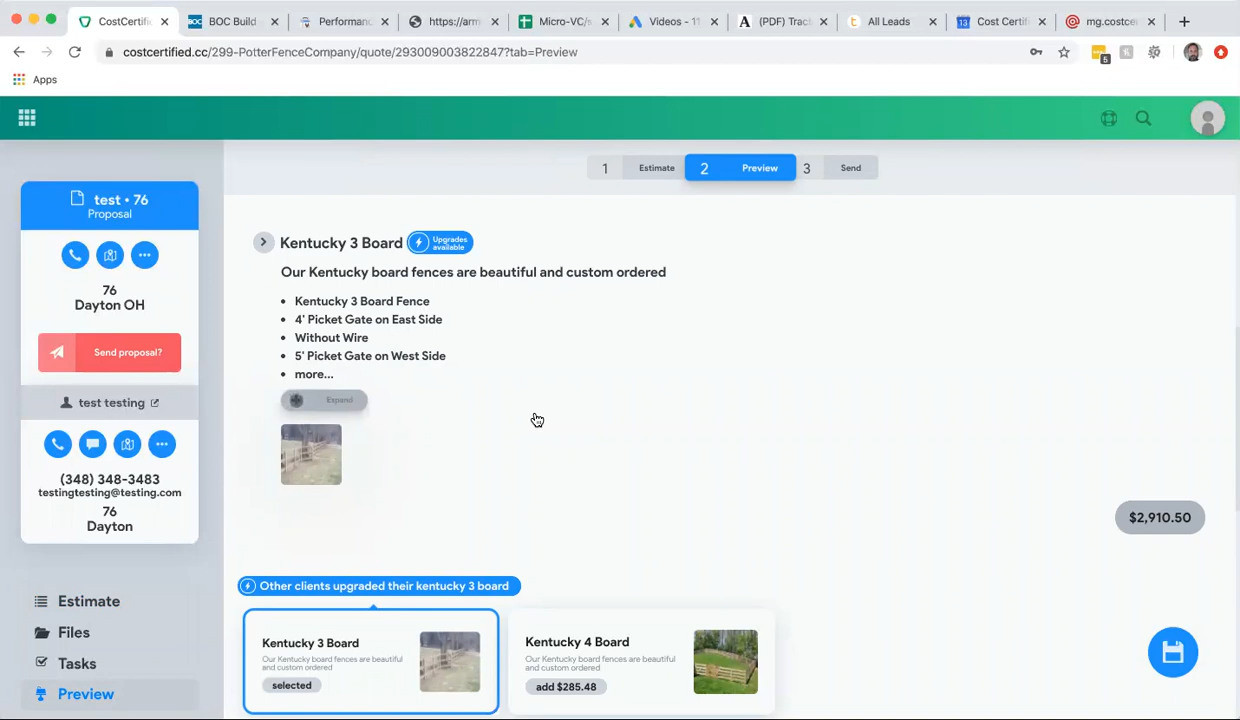 CostCertifi
BOC Build
Performanc
https://arm
Micro-VC/s
Videos - 11
(PDF) Trac
All Leads
Cost Certif
mg.costcer
costcertified.cc/299-PotterFenceCompany/quote/293009003822847?tab=Preview
5
Apps
1 Estimate
2 Preview
3 Send
test • 76
Proposal
76
Dayton OH
Send proposal?
test testing
(348) 348-3483
testingtesting@testing.com
76
Dayton
Estimate
Files
Tasks
Preview
Kentucky 3 Board
Upgrades
available
Our Kentucky board fences are beautiful and custom ordered
• Kentucky 3 Board Fence
• 4' Picket Gate on East Side
• Without Wire
• 5' Picket Gate on West Side
• more...
Expand
$2,910.50
Other clients upgraded their kentucky 3 board
Kentucky 3 Board
Our Kentucky board fences are beautiful
and custom ordered
selected
Kentucky 4 Board
Our Kentucky board fences are beautiful
and custom ordered
add $285.48